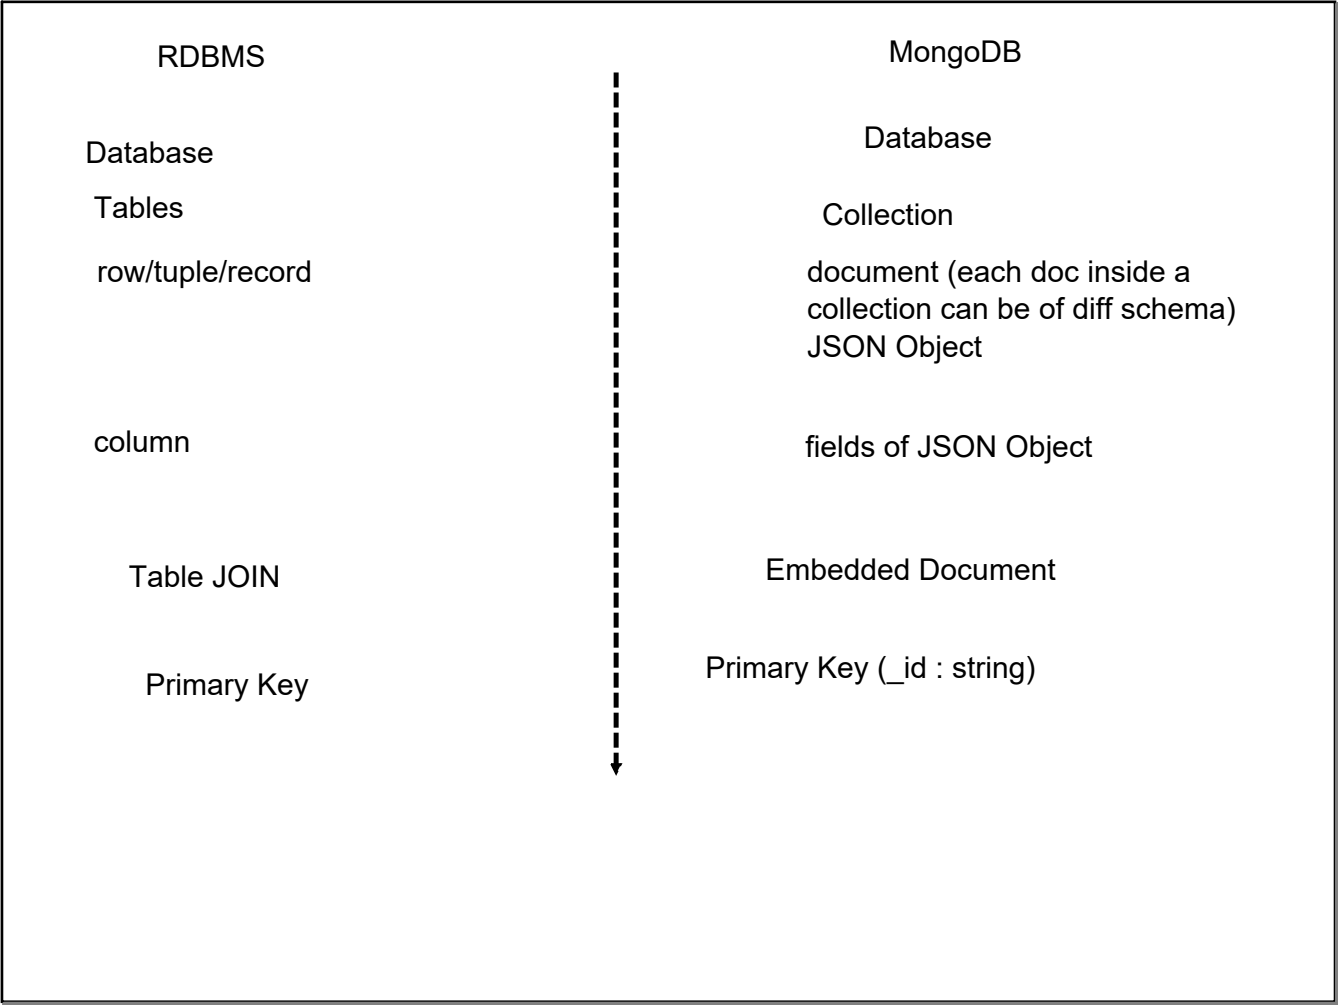 RDBMS
MongoDB
Database
Database
Tables
Collection
row/tuple/record
document (each doc inside a
collection can be of diff schema)
JSON Object
column
fields of JSON Object
Table JOIN
Embedded Document
Primary Key
Primary Key (_id : string)